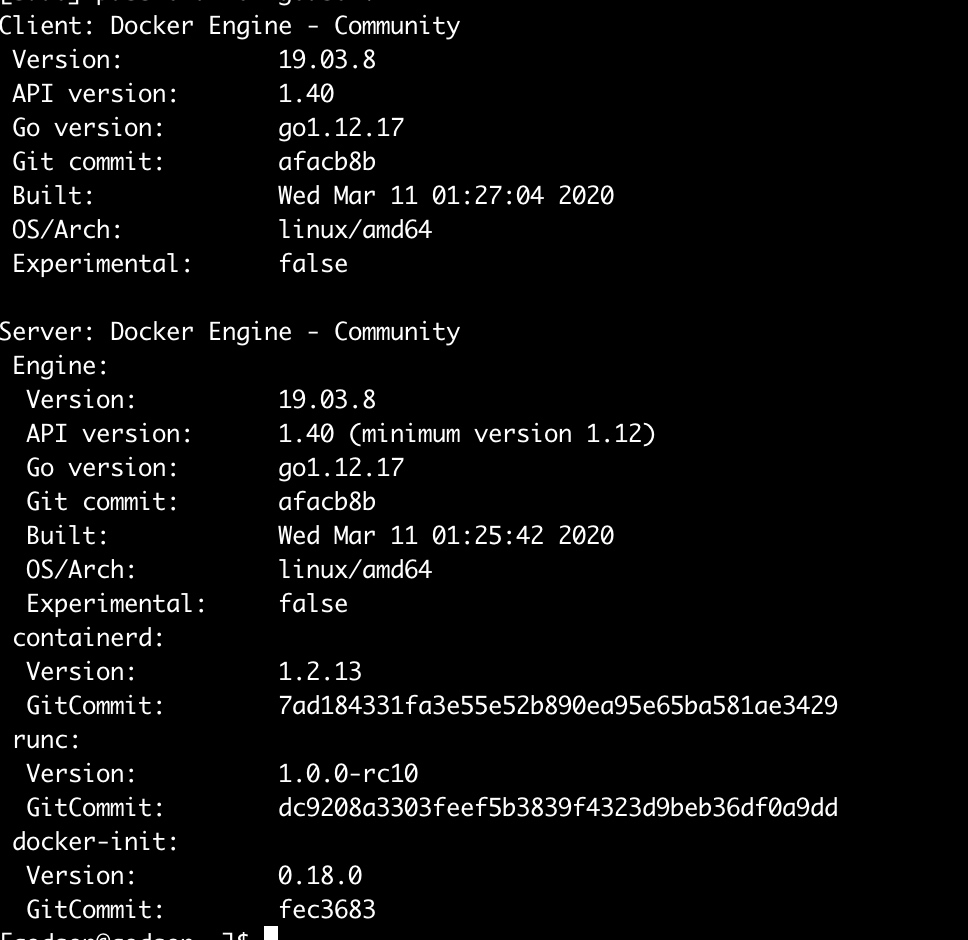 Client: Docker Engine - Community
 Version:           19.03.8
 API version:       1.40
 Go version:        go1.12.17
 Git commit:        afacb8b
 Built:             Wed Mar 11 01:27:04 2020
 OS/Arch:           linux/amd64
 Experimental:      false

Server: Docker Engine - Community
 Engine:
  Version:          19.03.8
  API version:      1.40 (minimum version 1.12)
  Go version:       go1.12.17
  Git commit:       afacb8b
  Built:            Wed Mar 11 01:25:42 2020
  OS/Arch:          linux/amd64
  Experimental:     false
 containerd:
  Version:          1.2.13
  GitCommit:        7ad184331fa3e55e52b890ea95e65ba581ae3429
 runc:
  Version:          1.0.0-rc10
  GitCommit:        dc9208a3303feef5b3839f4323d9beb36df0a9dd
 docker-init:
  Version:          0.18.0
  GitCommit:        fec3683